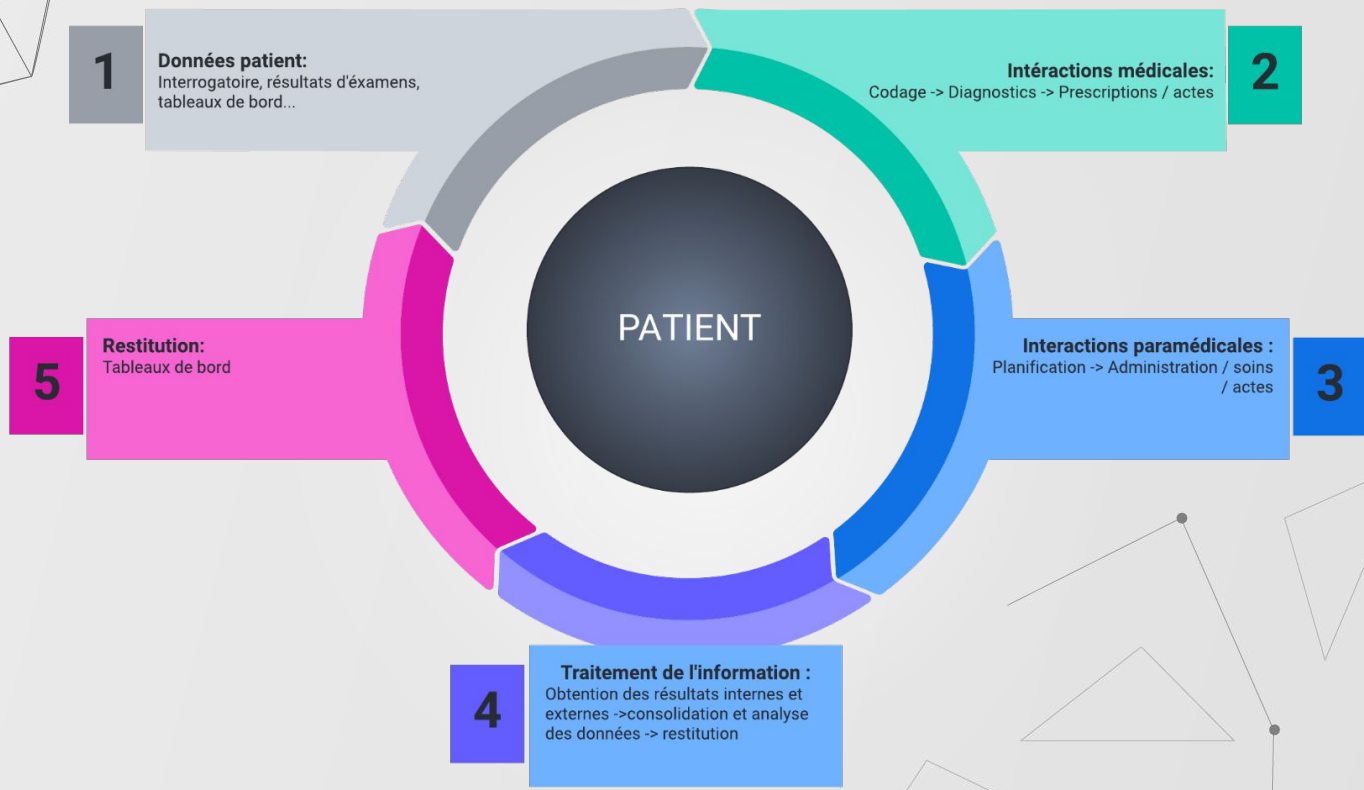 1
Données patient:
Interrogatoire, résultats d'éxamens,
tableaux de bord...
Intéractions médicales:
Codage -> Diagnostics -> Prescriptions / actes
2
PATIENT
5
Restitution:
Tableaux de bord
Interactions paramédicales :
Planification -> Administration / soins
/ actes
3
4
Traitement de l'information :
Obtention des résultats internes et
externes ->consolidation et analyse
des données -> restitution